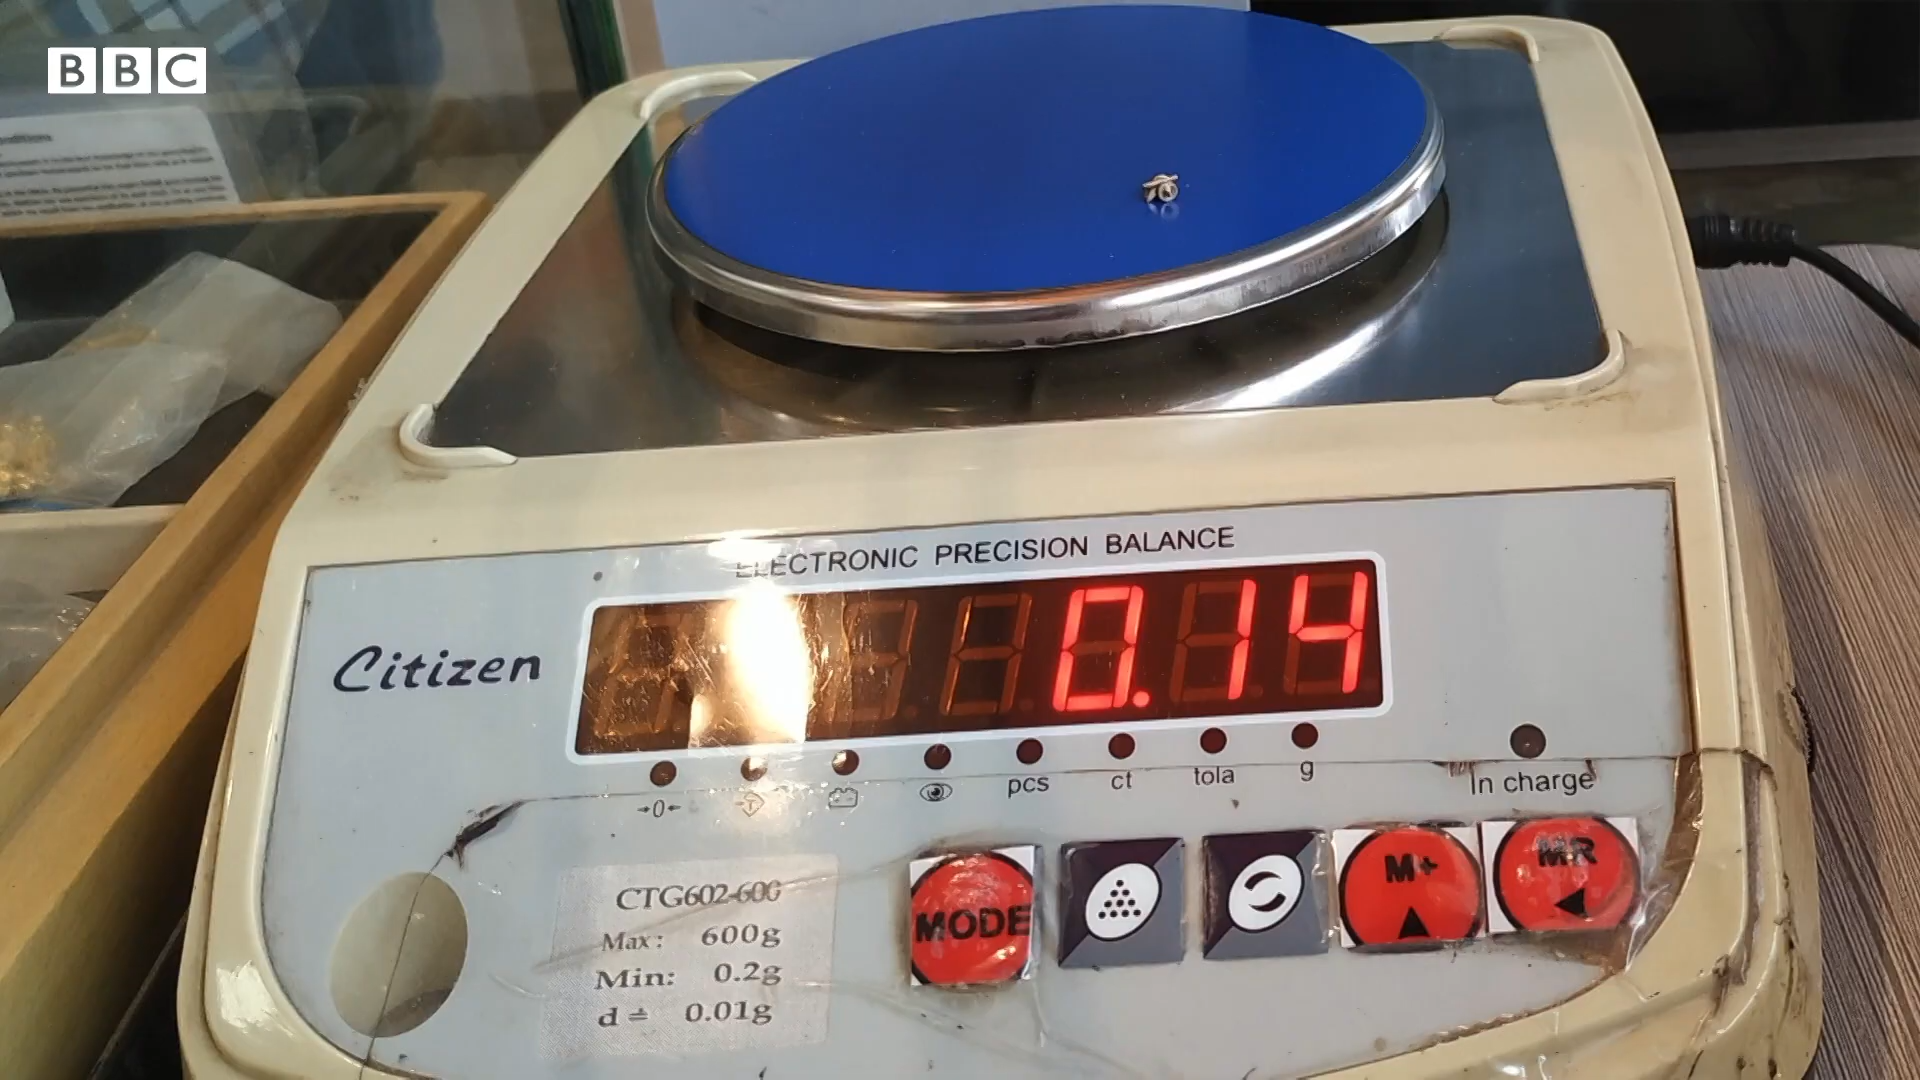 BBC
ELECTRONIC PRECISION BALANCE
Citizen
0.14
→0← T pcs ct tola g In charge
CTG602-600
Max: 600g
Min: 0.2g
d = 0.01g
MODE M+ MR